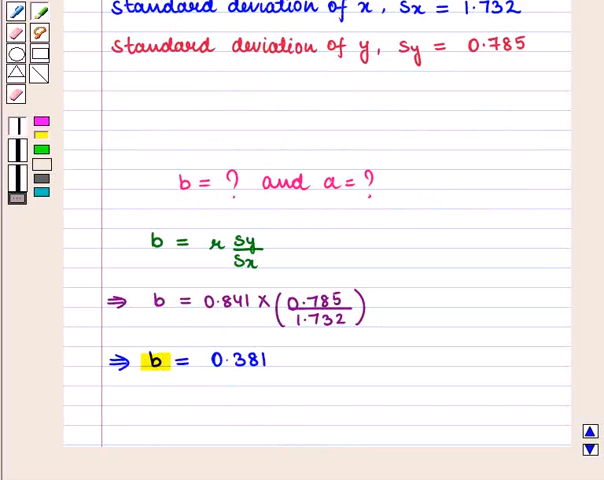 standard deviation of x, Sx = 1.732
standard deviation of y, Sy = 0.785
b = ? and a = ?
b = r Sy/Sx
⇒ b = 0.841 × (0.785/1.732)
⇒ b = 0.381